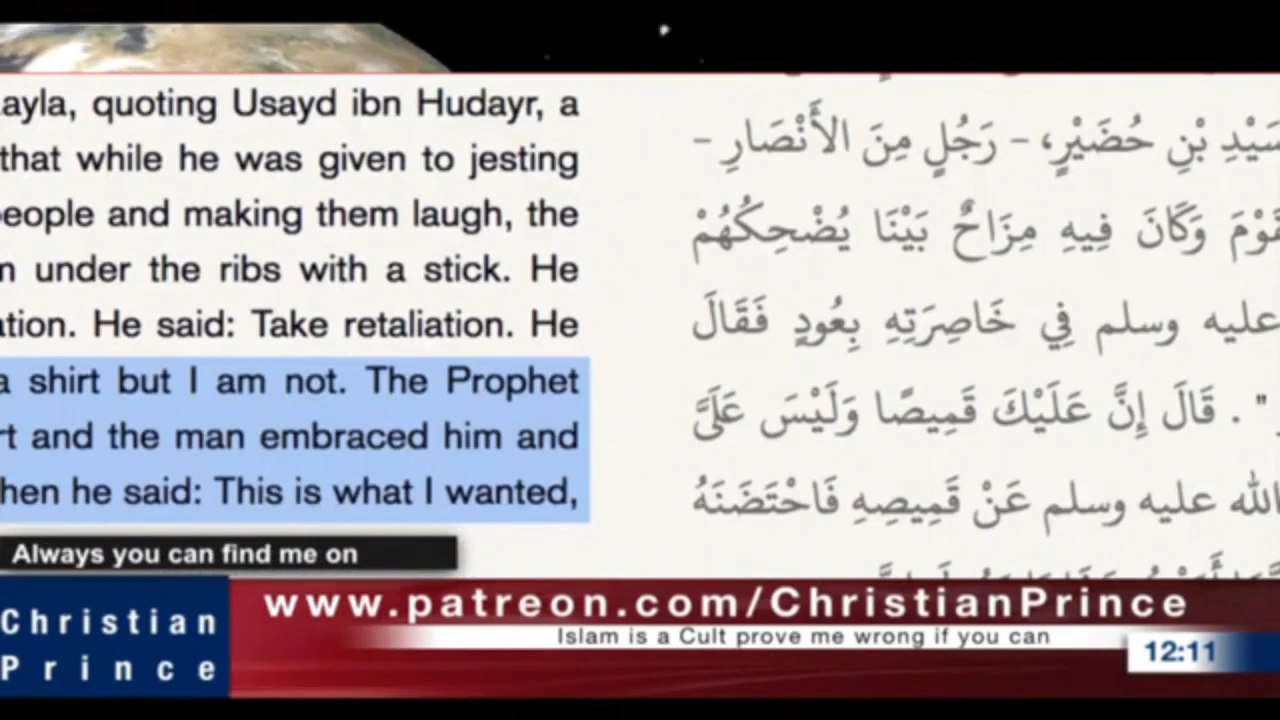 ayla, quoting Usayd ibn Hudayr, a
that while he was given to jesting
people and making them laugh, the
under the ribs with a stick. He
ation. He said: Take retaliation. He
a shirt but I am not. The Prophet
rt and the man embraced him and
hen he said: This is what I wanted,
سَيْدِ بْنِ حُضَيْرٍ، - رَجُلٍ مِنَ الأَنْصَارِ -
قَوْمَ وَكَانَ فِيهِ مِزَاحٌ بَيْنَا يُضْحِكُهُمْ
عليه وسلم فِي خَاصِرَتِهِ بِعُودٍ فَقَالَ
" . قَالَ إِنَّ عَلَيْكَ قَمِيصًا وَلَيْسَ عَلَىَّ
الله عليه وسلم عَنْ قَمِيصِهِ فَاحْتَضَنَهُ
Always you can find me on
Christian
Prince
www.patreon.com/ChristianPrince
Islam is a Cult prove me wrong if you can
12:11